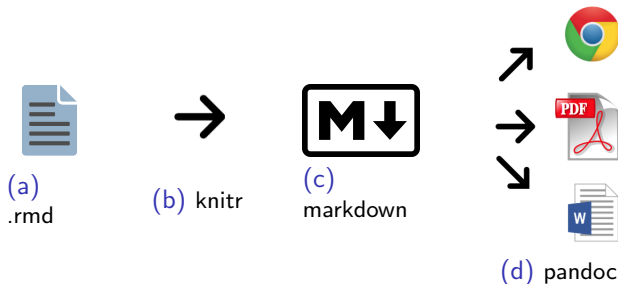 PDF
M
W
(a)
.rmd
(b) knitr
(c)
markdown
(d) pandoc